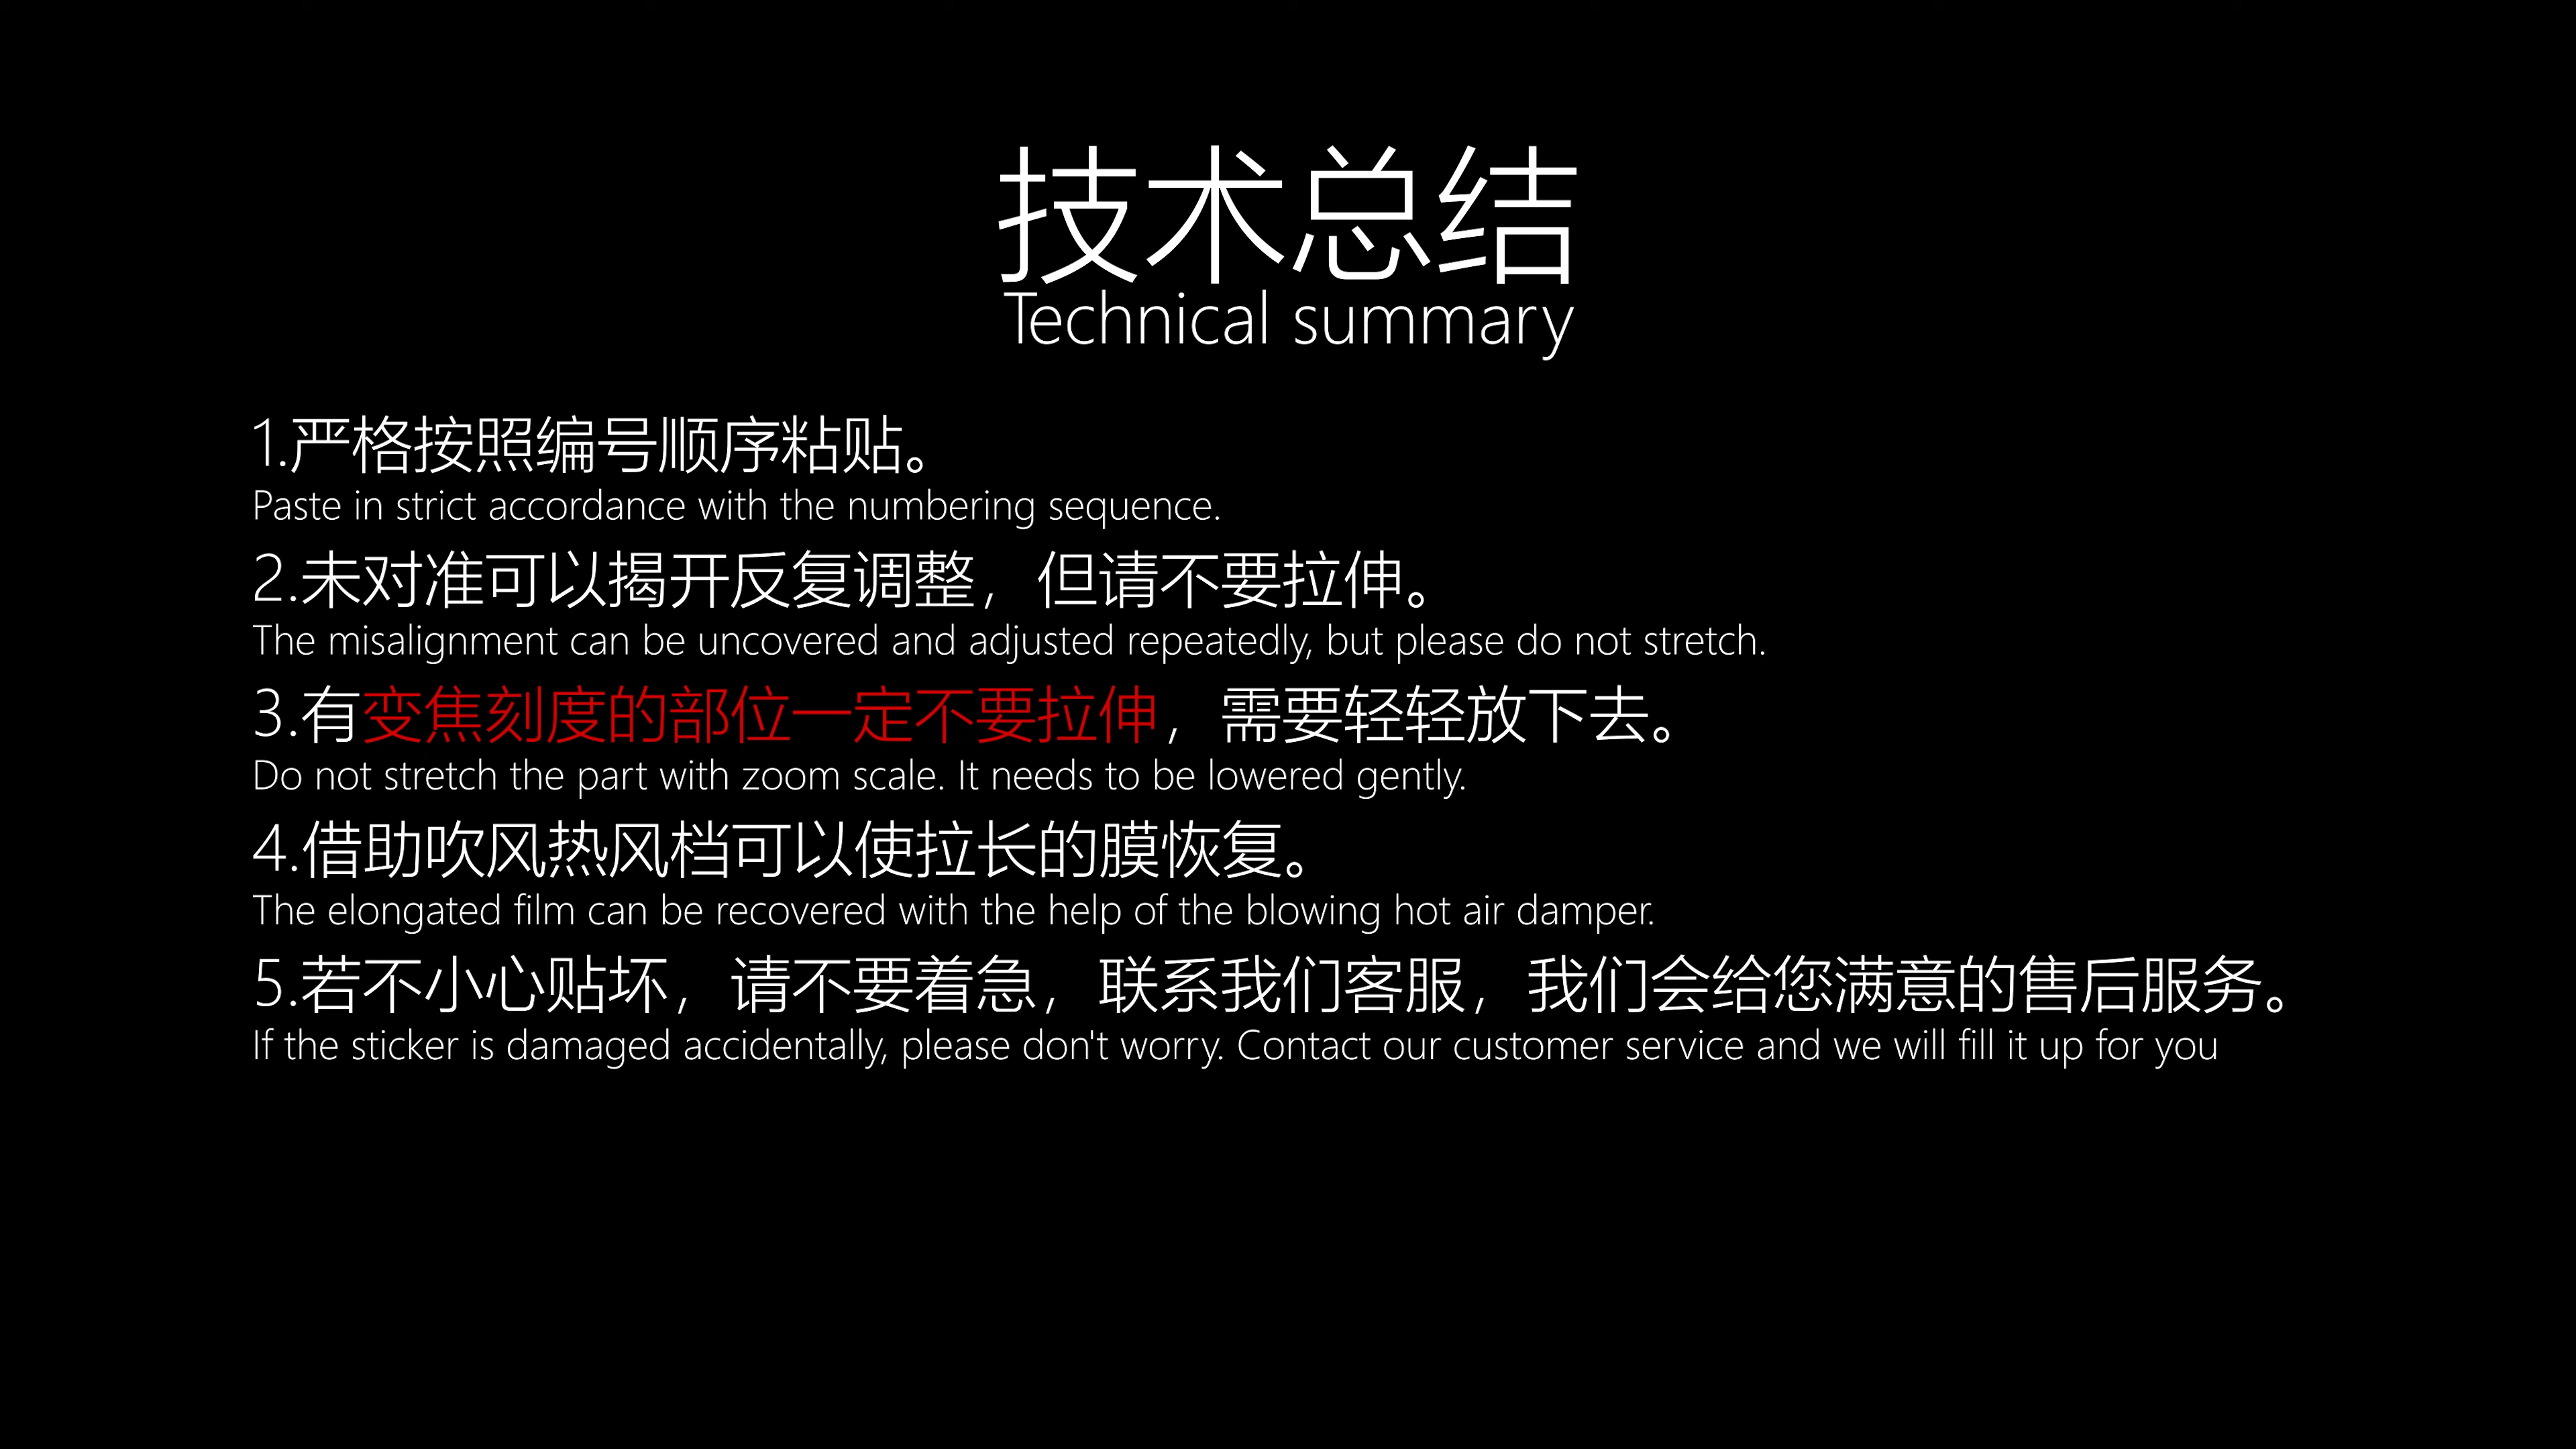 技术总结
Technical summary
1.严格按照编号顺序粘贴。
Paste in strict accordance with the numbering sequence.
2.未对准可以揭开反复调整，但请不要拉伸。
The misalignment can be uncovered and adjusted repeatedly, but please do not stretch.
3.有变焦刻度的部位一定不要拉伸，需要轻轻放下去。
Do not stretch the part with zoom scale. It needs to be lowered gently.
4.借助吹风热风档可以使拉长的膜恢复。
The elongated film can be recovered with the help of the blowing hot air damper.
5.若不小心贴坏，请不要着急，联系我们客服，我们会给您满意的售后服务。
If the sticker is damaged accidentally, please don't worry. Contact our customer service and we will fill it up for you